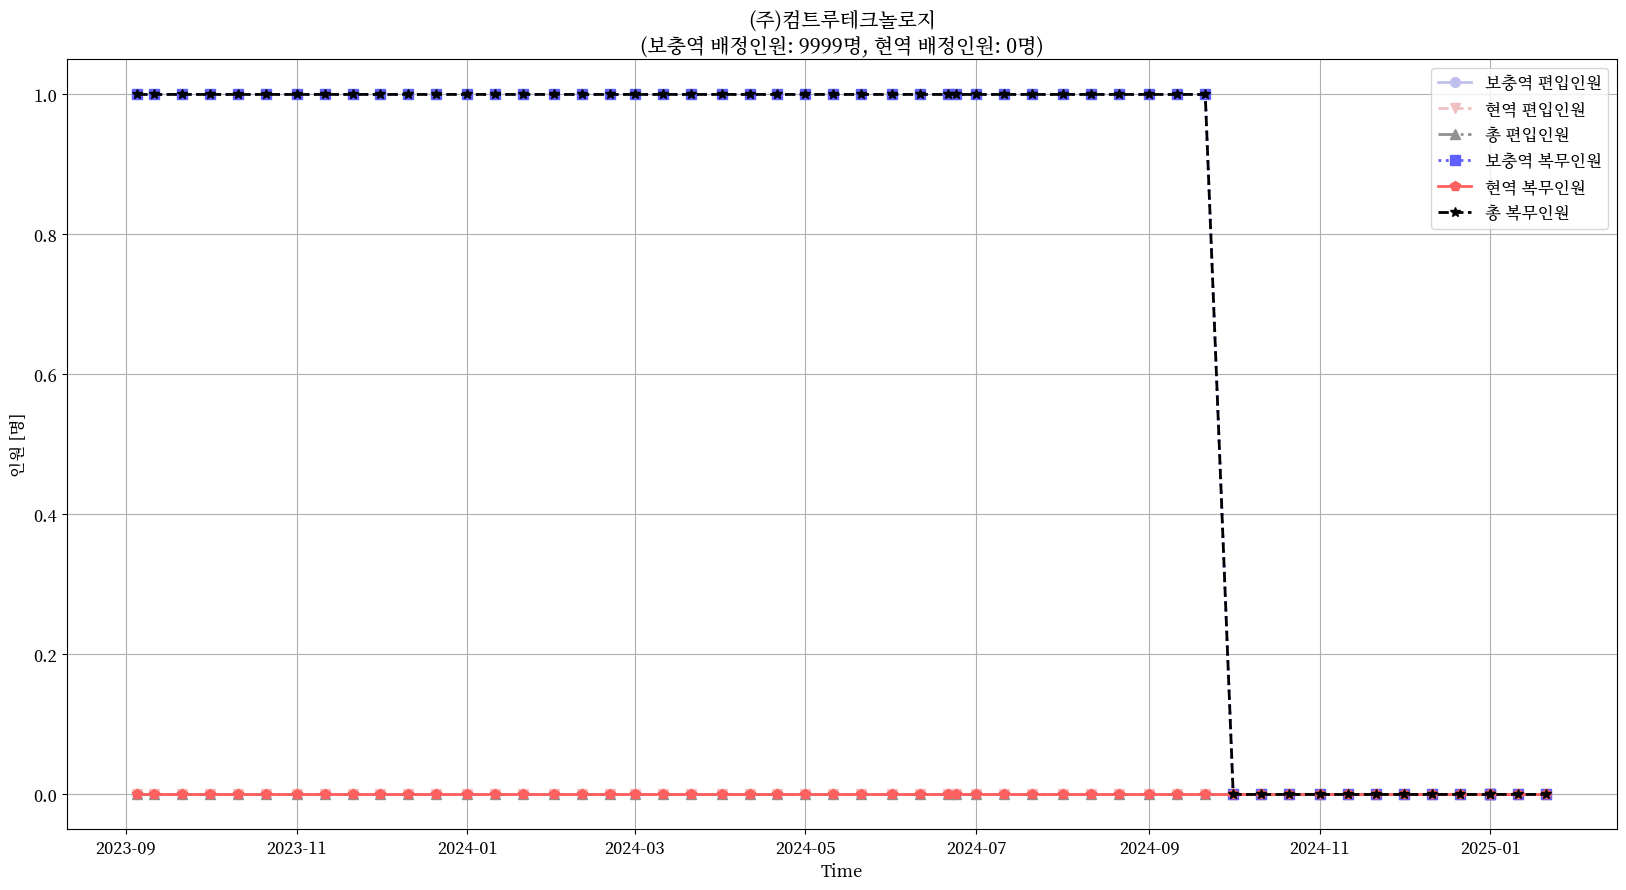 (주)컴트루테크놀로지
(보충역 배정인원: 9999명, 현역 배정인원: 0명)
보충역 편입인원
현역 편입인원
총 편입인원
보충역 복무인원
현역 복무인원
총 복무인원
인원 [명]
1.0
0.8
0.6
0.4
0.2
0.0
2023-09 2023-11 2024-01 2024-03 2024-05 2024-07 2024-09 2024-11 2025-01
Time